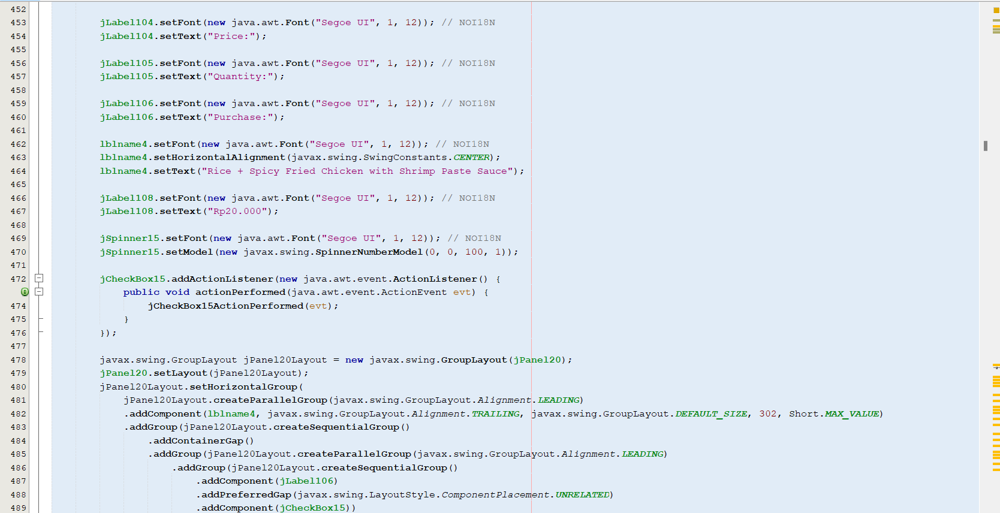 452
453 jLabel104.setFont(new java.awt.Font("Segoe UI", 1, 12)); // NOI18N
454 jLabel104.setText("Price:");
455
456 jLabel105.setFont(new java.awt.Font("Segoe UI", 1, 12)); // NOI18N
457 jLabel105.setText("Quantity:");
458
459 jLabel106.setFont(new java.awt.Font("Segoe UI", 1, 12)); // NOI18N
460 jLabel106.setText("Purchase:");
461
462 lblname4.setFont(new java.awt.Font("Segoe UI", 1, 12)); // NOI18N
463 lblname4.setHorizontalAlignment(javax.swing.SwingConstants.CENTER);
464 lblname4.setText("Rice + Spicy Fried Chicken with Shrimp Paste Sauce");
465
466 jLabel108.setFont(new java.awt.Font("Segoe UI", 1, 12)); // NOI18N
467 jLabel108.setText("Rp20.000");
468
469 jSpinner15.setFont(new java.awt.Font("Segoe UI", 1, 12)); // NOI18N
470 jSpinner15.setModel(new javax.swing.SpinnerNumberModel(0, 0, 100, 1));
471
472 jCheckBox15.addActionListener(new java.awt.event.ActionListener() {
public void actionPerformed(java.awt.event.ActionEvent evt) {
474 jCheckBox15ActionPerformed(evt);
475 }
476 });
477
478 javax.swing.GroupLayout jPanel20Layout = new javax.swing.GroupLayout(jPanel20);
479 jPanel20.setLayout(jPanel20Layout);
480 jPanel20Layout.setHorizontalGroup(
481 jPanel20Layout.createParallelGroup(javax.swing.GroupLayout.Alignment.LEADING)
482 .addComponent(lblname4, javax.swing.GroupLayout.Alignment.TRAILING, javax.swing.GroupLayout.DEFAULT_SIZE, 302, Short.MAX_VALUE)
483 .addGroup(jPanel20Layout.createSequentialGroup()
484 .addContainerGap()
485 .addGroup(jPanel20Layout.createParallelGroup(javax.swing.GroupLayout.Alignment.LEADING)
486 .addGroup(jPanel20Layout.createSequentialGroup()
487 .addComponent(jLabel106)
488 .addPreferredGap(javax.swing.LayoutStyle.ComponentPlacement.UNRELATED)
489 .addComponent(jCheckBox15))